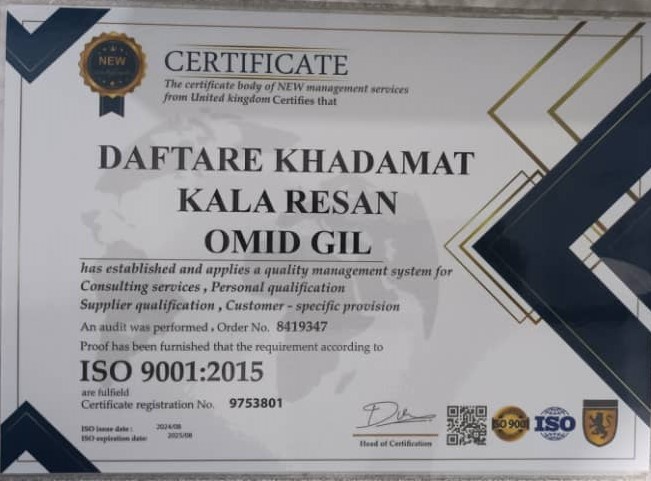 NEW
CERTIFICATE
The certificate body of NEW management services
from United kingdom Certifies that
DAFTARE KHADAMAT
KALA RESAN
OMID GIL
has established and applies a quality management system for
Consulting services , Personal qualification
Supplier qualification , Customer - specific provision
An audit was performed , Order No. 8419347
Proof has been furnished that the requirement according to
ISO 9001:2015
are fulfield
Certificate registration No. 9753801
ISO issue date : 2024/08
ISO expiration date: 2025/08
Head of Certification
ISO 9001
ISO